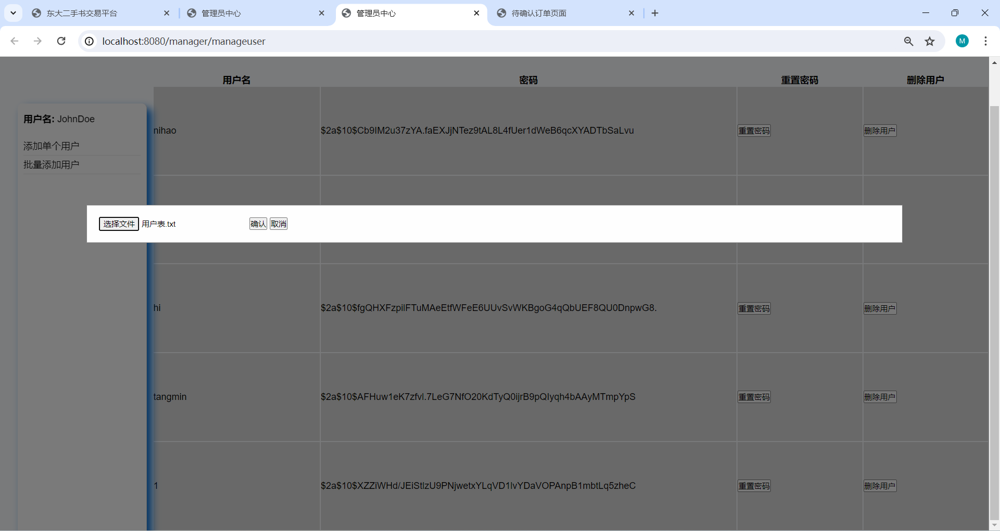 东大二手书交易平台
管理员中心
管理员中心
待确认订单页面
localhost:8080/manager/manageuser
M
用户名 密码 重置密码 删除用户
用户名: JohnDoe
添加单个用户
批量添加用户
nihao $2a$10$Cb9IM2u37zYA.faEXJjNTez9tAL8L4fUer1dWeB6qcXYADTbSaLvu 重置密码 删除用户
选择文件 用户表.txt 确认 取消
hi $2a$10$fgQHXFzpilFTuMAeEtfWFeE6UUvSvWKBgoG4qQbUEF8QU0DnpwG8. 重置密码 删除用户
tangmin $2a$10$AFHuw1eK7zfvl.7LeG7NfO20KdTyQ0ijrB9pQIyqh4bAAyMTmpYpS 重置密码 删除用户
1 $2a$10$XZZiWHd/JEiStlzU9PNjwetxYLqVD1lvYDaVOPAnpB1mbtLq5zheC 重置密码 删除用户